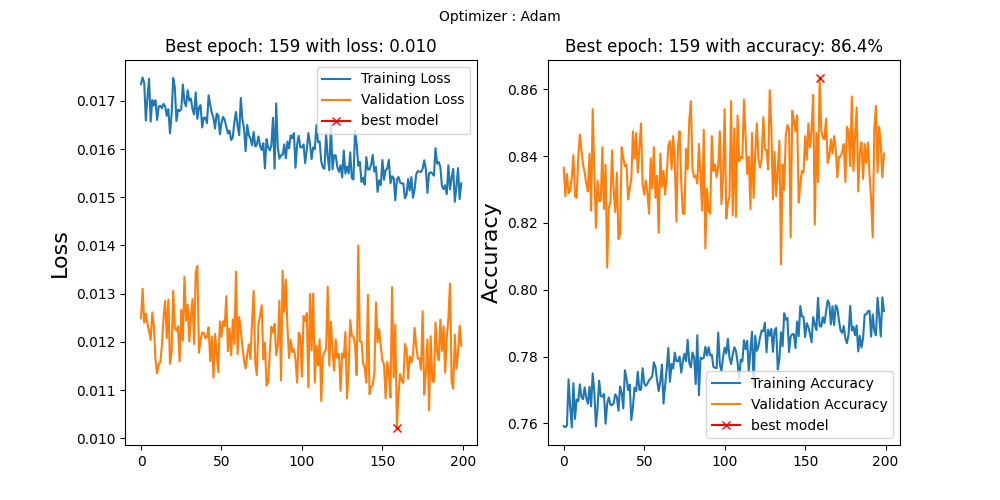 Optimizer : Adam
Best epoch: 159 with loss: 0.010
Loss
0.017
0.016
0.015
0.014
0.013
0.012
0.011
0.010
0
50
100
150
200
Training Loss
Validation Loss
best model
Best epoch: 159 with accuracy: 86.4%
Accuracy
0.86
0.84
0.82
0.80
0.78
0.76
0
50
100
150
200
Training Accuracy
Validation Accuracy
best model